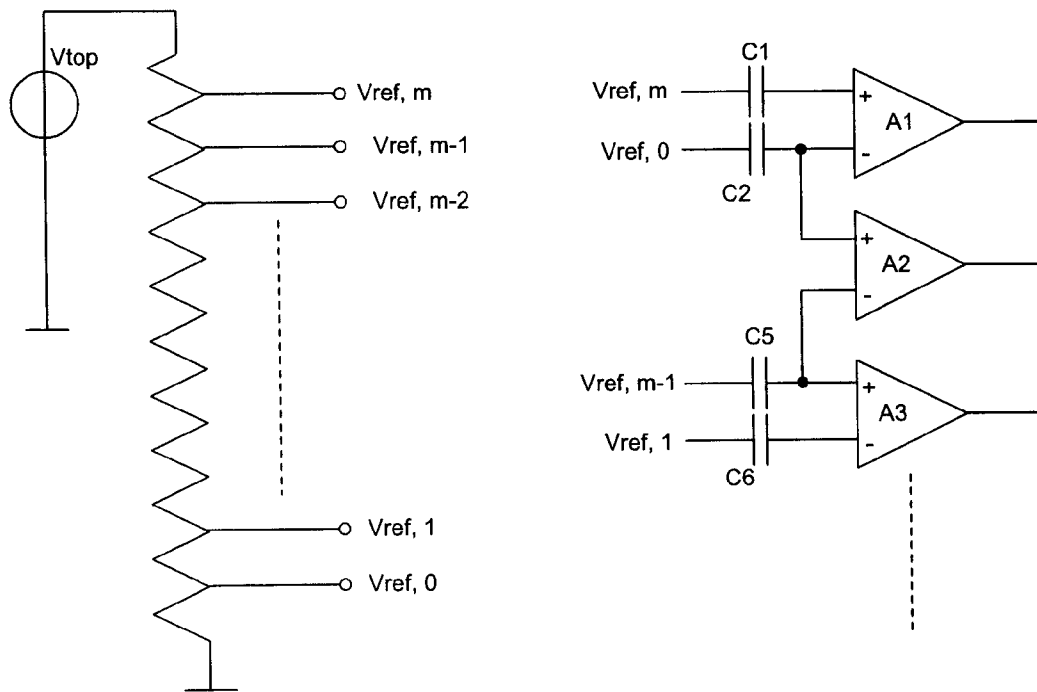 Vtop
Vref, m
Vref, m-1
Vref, m-2
Vref, 1
Vref, 0
C1
Vref, m
+
A1
Vref, 0
-
C2
+
A2
-
C5
Vref, m-1
+
A3
Vref, 1
-
C6